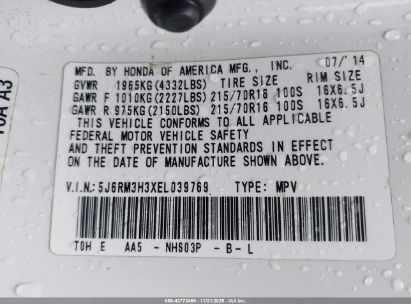 MFD. BY HONDA OF AMERICA MFG., INC. 07/'14
GVWR 1965KG(4332LBS) TIRE SIZE RIM SIZE
GAWR F 1010KG(2227LBS) 215/70R16 100S 16X6.5J
GAWR R 975KG(2150LBS) 215/70R16 100S 16X6.5J
THIS VEHICLE CONFORMS TO ALL APPLICABLE
FEDERAL MOTOR VEHICLE SAFETY
AND THEFT PREVENTION STANDARDS IN EFFECT ON
THE DATE OF MANUFACTURE SHOWN ABOVE.
V.I.N.: 5J6RM3H3XEL039769 TYPE: MPV
TOH E AA5 - NH603P - B - L
10A A3